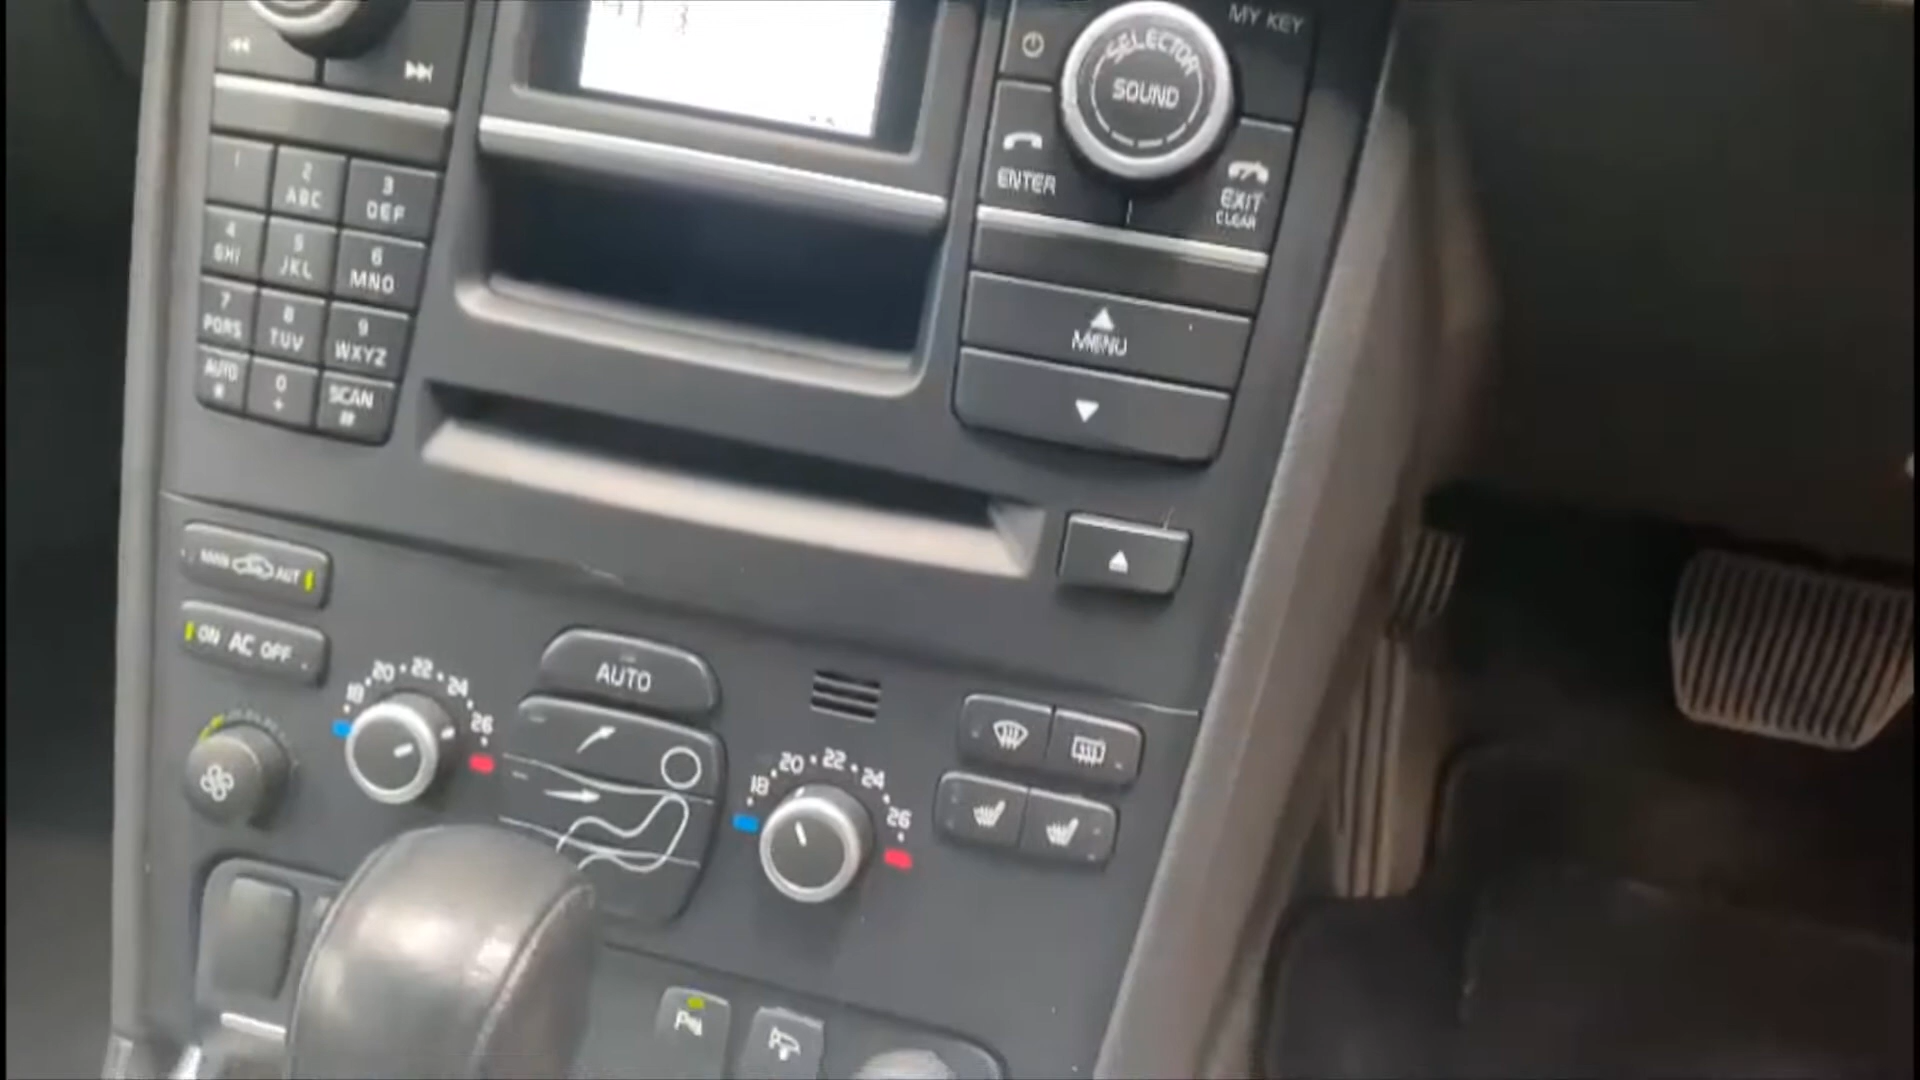 MY KEY
SELECTOR
SOUND
ENTER
EXIT
CLEAR
1
2
ABC
3
DEF
4
GHI
5
JKL
6
MNO
7
PQRS
8
TUV
9
WXYZ
AUTO
*
0
+
SCAN
#
MENU
MAN AUT
ON AC OFF
AUTO
18 20 22 24 26
18 20 22 24 26